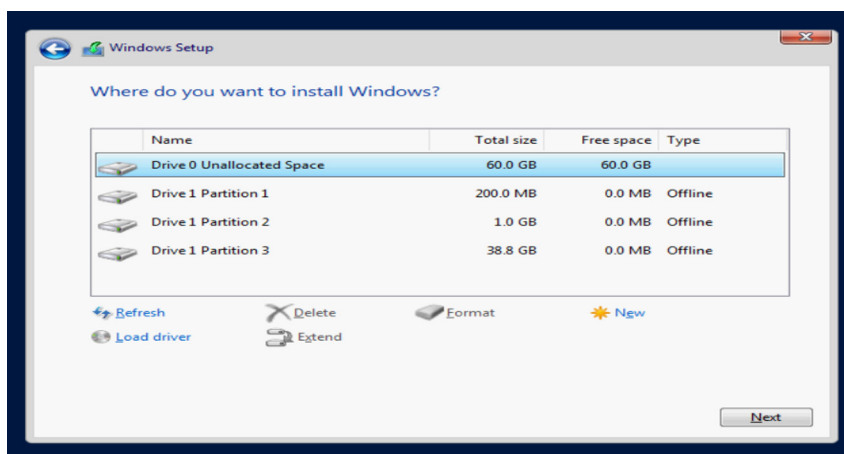 Windows Setup
Where do you want to install Windows?
Name Total size Free space Type
Drive 0 Unallocated Space 60.0 GB 60.0 GB
Drive 1 Partition 1 200.0 MB 0.0 MB Offline
Drive 1 Partition 2 1.0 GB 0.0 MB Offline
Drive 1 Partition 3 38.8 GB 0.0 MB Offline
Refresh Delete Format New
Load driver Extend
Next